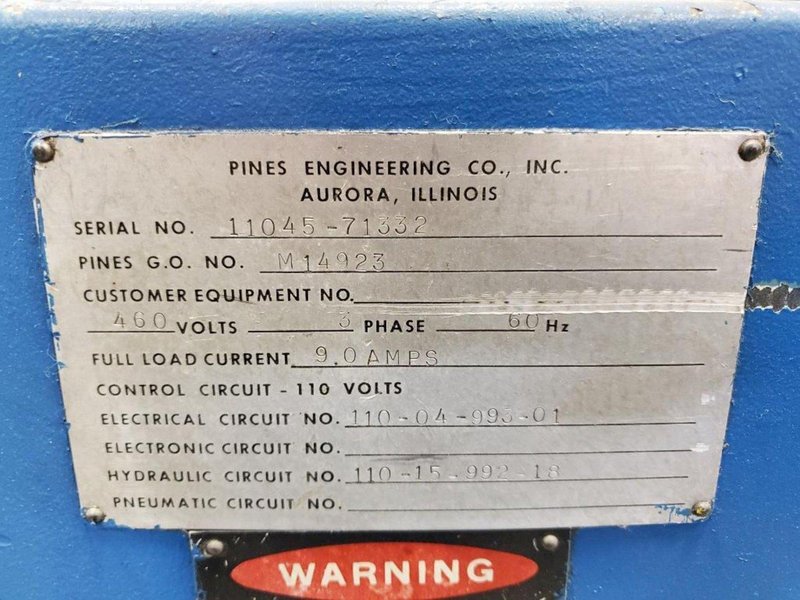 PINES ENGINEERING CO., INC.
AURORA, ILLINOIS
SERIAL NO. 11045-71332
PINES G.O. NO. M14923
CUSTOMER EQUIPMENT NO.
460 VOLTS 3 PHASE 60 Hz
FULL LOAD CURRENT 9.0 AMPS
CONTROL CIRCUIT - 110 VOLTS
ELECTRICAL CIRCUIT NO. 110-04-993-01
ELECTRONIC CIRCUIT NO.
HYDRAULIC CIRCUIT NO. 110-15-992-18
PNEUMATIC CIRCUIT NO.
WARNING